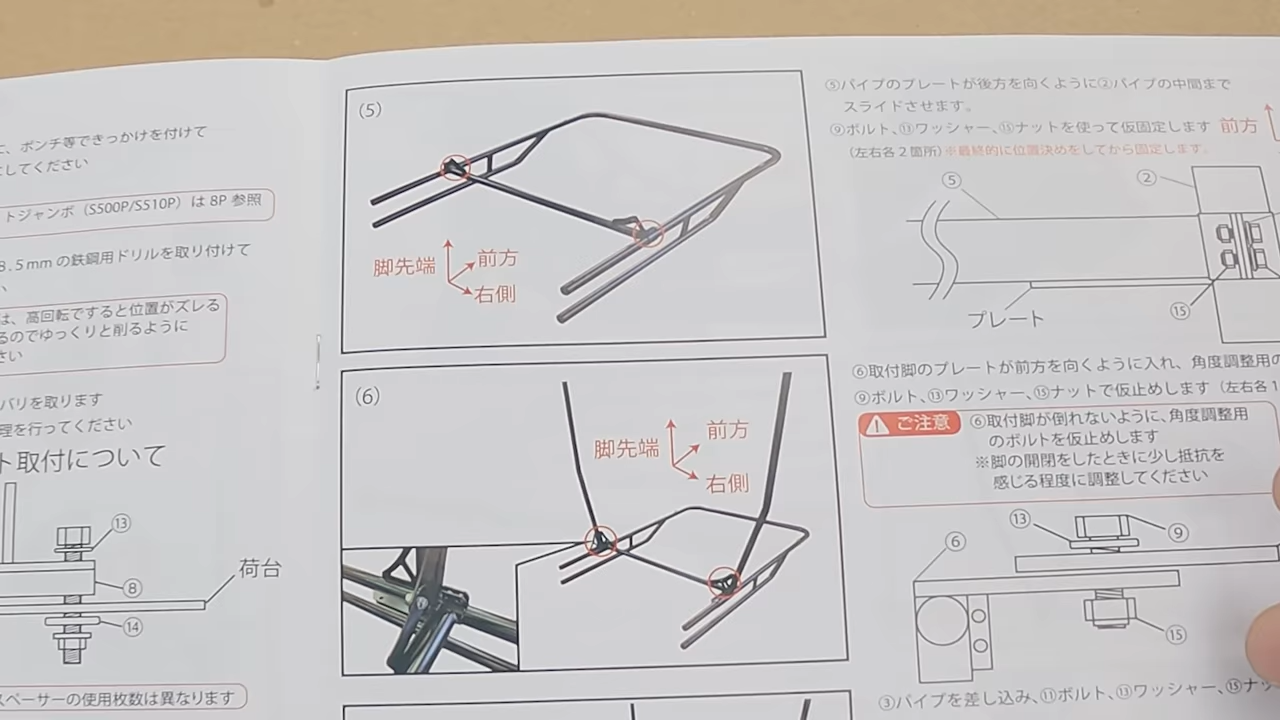 ポンチ等できっかけを付けて
してください
トジャンボ（S500P/S510P）は 8P 参照
8.5mm の鉄鋼用ドリルを取り付けて
は、高回転ですると位置がズレる
るのでゆっくりと削るように
さい
バリを取ります
理を行ってください
ト取付について
⑬
⑧
荷台
⑭
スペーサーの使用枚数は異なります
(5)
脚先端
前方
右側
(6)
脚先端
前方
右側
⑤パイプのプレートが後方を向くように②パイプの中間まで
スライドさせます。
⑨ボルト、⑬ワッシャー、⑮ナットを使って仮固定します
前方
（左右各２箇所）※最終的に位置決めをしてから固定します。
⑤
②
プレート
⑮
⑥取付脚のプレートが前方を向くように入れ、角度調整用の
⑨ボルト、⑬ワッシャー、⑮ナットで仮止めします（左右各1
ご注意
⑥取付脚が倒れないように、角度調整用
のボルトを仮止めします
※脚の開閉をしたときに少し抵抗を
感じる程度に調整してください
⑬
⑨
⑥
⑮
③パイプを差し込み、⑪ボルト、⑬ワッシャー、⑮ナッ